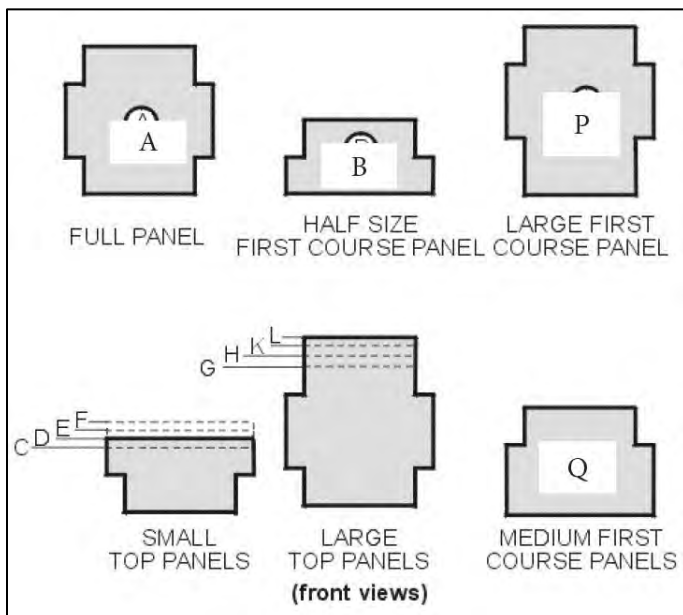 A
B
P
FULL PANEL
HALF SIZE
FIRST COURSE PANEL
LARGE FIRST
COURSE PANEL
L
K
H
G
F
E
D
C
Q
SMALL
TOP PANELS
LARGE
TOP PANELS
MEDIUM FIRST
COURSE PANELS
(front views)